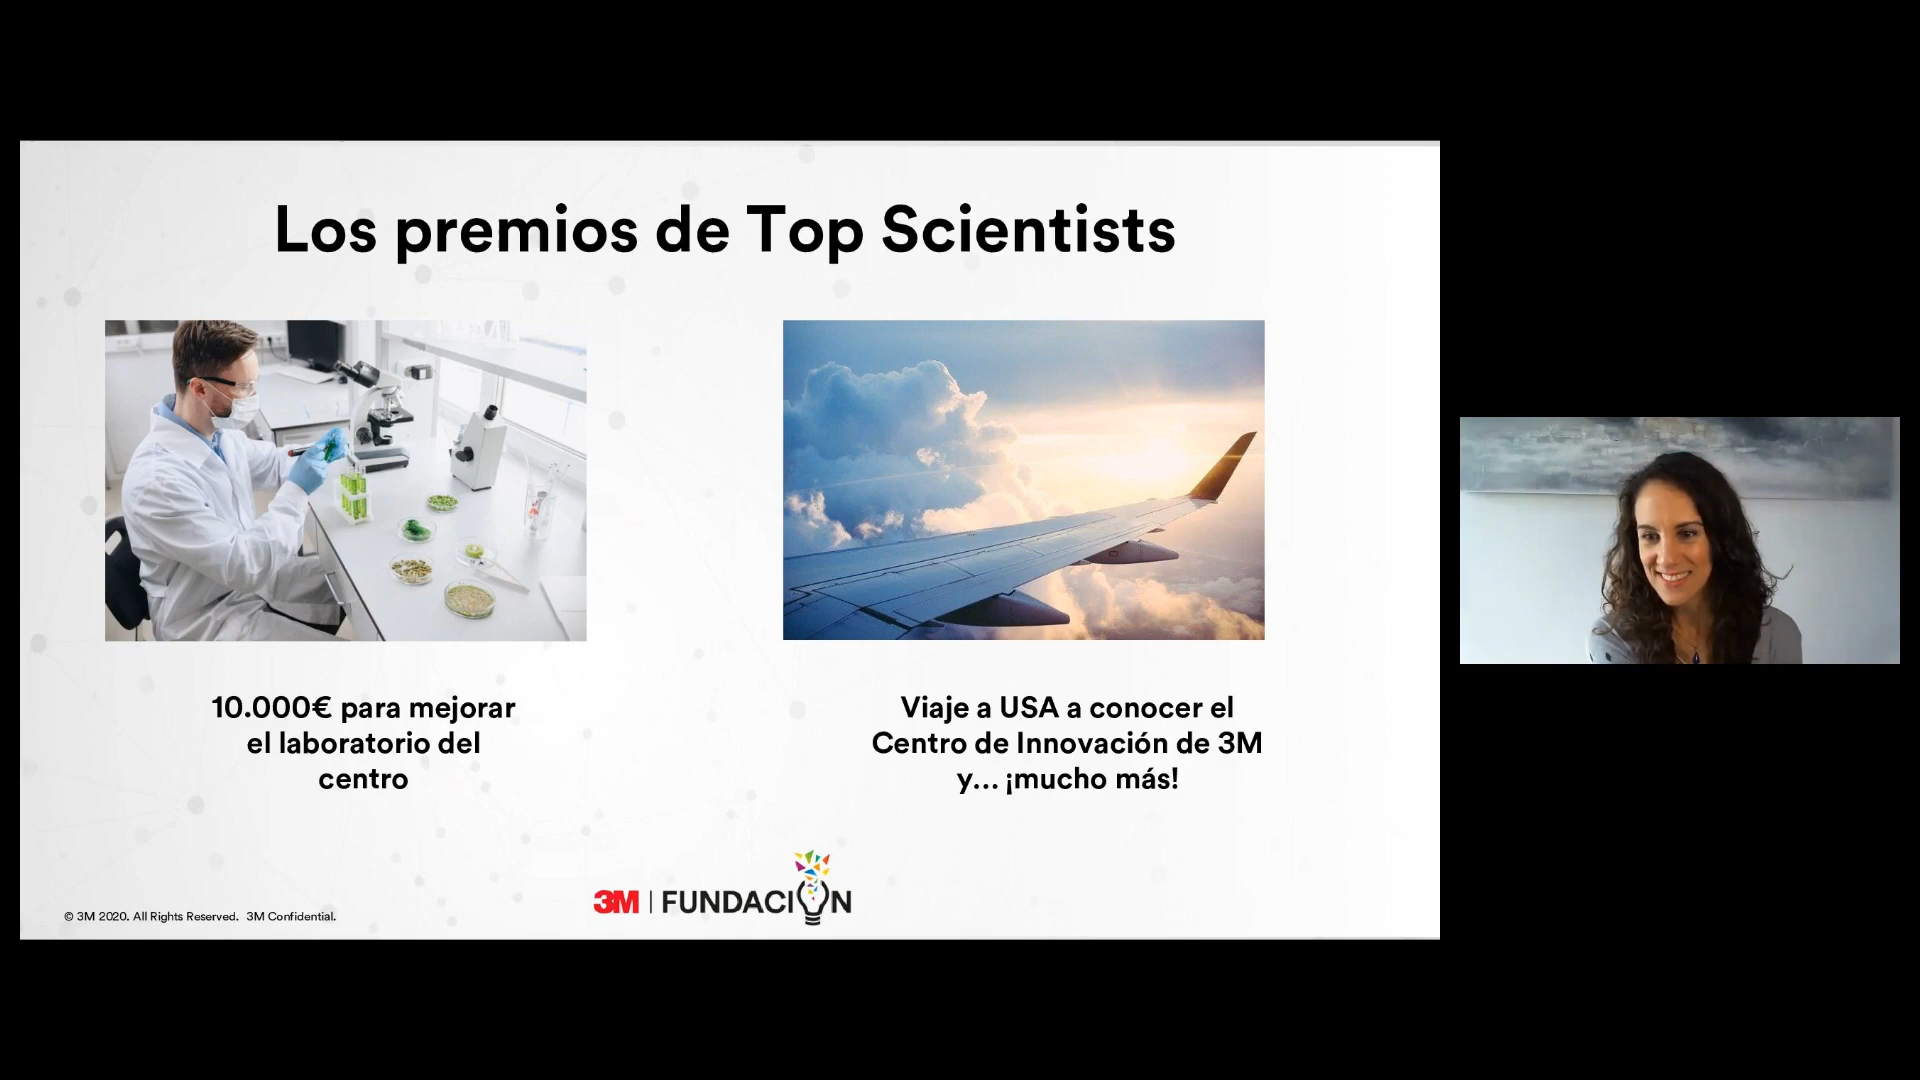 Los premios de Top Scientists
10.000€ para mejorar
el laboratorio del
centro
Viaje a USA a conocer el
Centro de Innovación de 3M
y... ¡mucho más!
3M | FUNDACIÓN
© 3M 2020. All Rights Reserved. 3M Confidential.